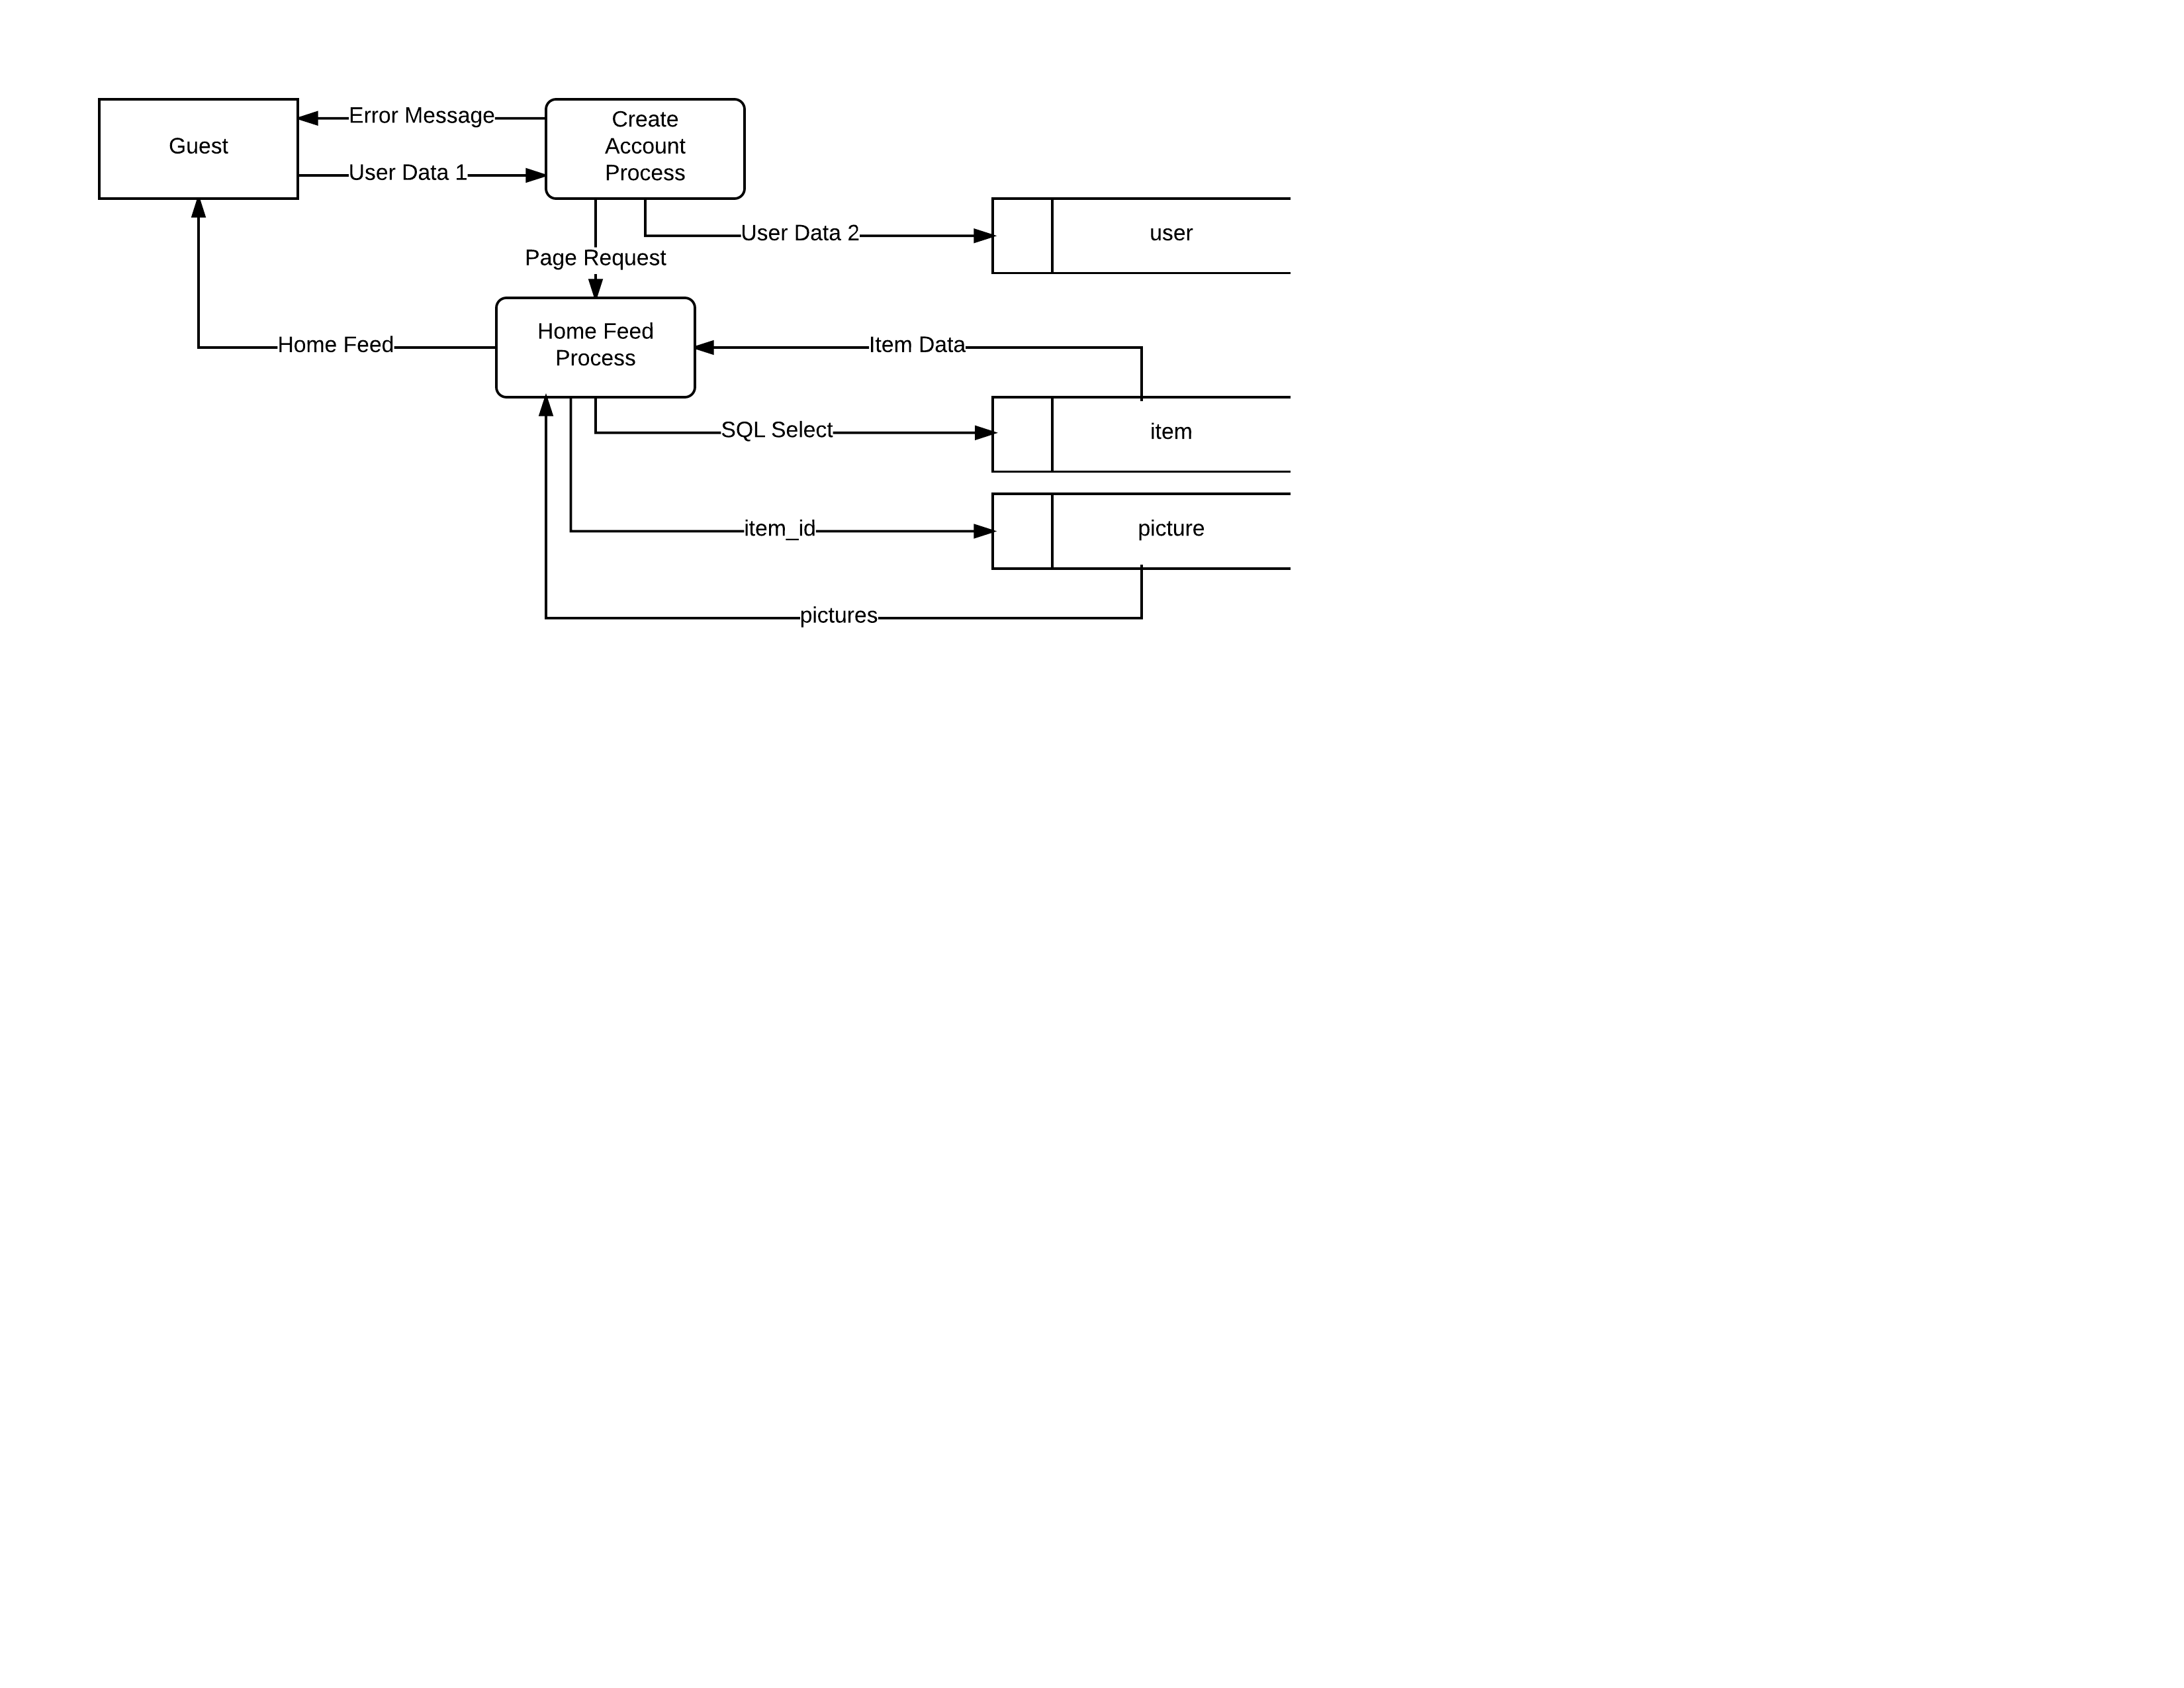 Error Message
Create
Account
Process
Guest
User Data 1
User Data 2
user
Page Request
Home Feed
Process
Home Feed
Item Data
SQL Select
item
item_id
picture
pictures